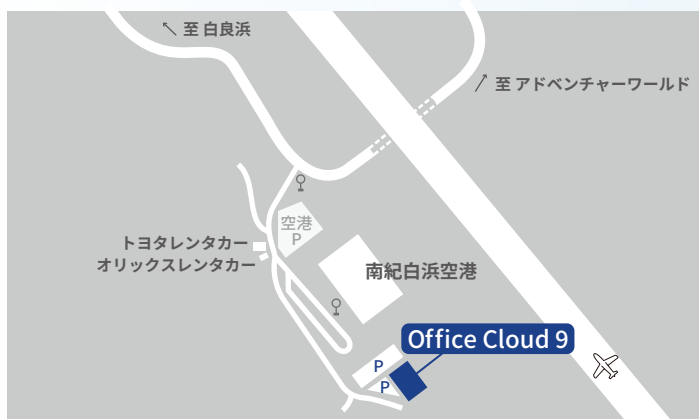 至 白良浜
至 アドベンチャーワールド
空港
P
トヨタレンタカー
オリックスレンタカー
南紀白浜空港
Office Cloud 9
P
P